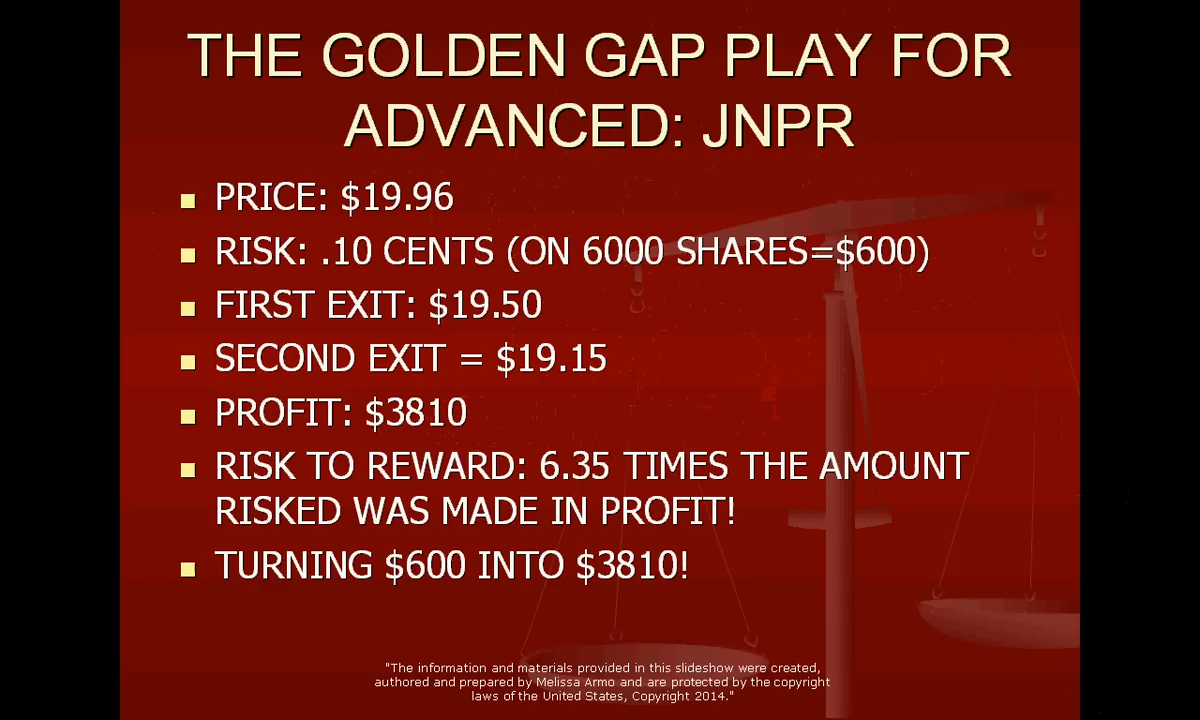 THE GOLDEN GAP PLAY FOR
ADVANCED: JNPR
PRICE: $19.96
RISK: .10 CENTS (ON 6000 SHARES=$600)
FIRST EXIT: $19.50
SECOND EXIT = $19.15
PROFIT: $3810
RISK TO REWARD: 6.35 TIMES THE AMOUNT
RISKED WAS MADE IN PROFIT!
TURNING $600 INTO $3810!
"The information and materials provided in this slideshow were created,
authored and prepared by Melissa Armo and are protected by the copyright
laws of the United States, Copyright 2014."